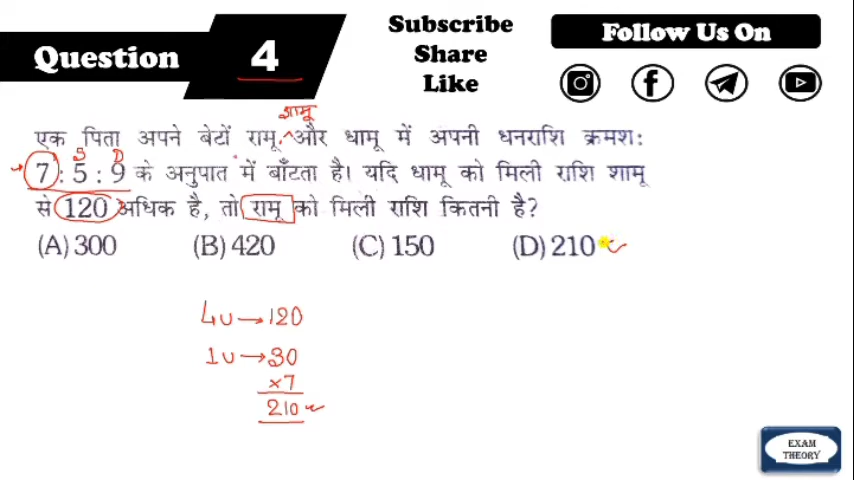 Question
4
Subscribe
Share
Like
Follow Us On
शामू
एक पिता अपने बेटों रामू, ^ और धामू में अपनी धनराशि क्रमश:
S D
7 : 5 : 9 के अनुपात में बाँटता है। यदि धामू को मिली राशि शामू
से 120 अधिक है, तो रामू को मिली राशि कितनी है?
(A) 300 (B) 420 (C) 150 (D) 210
4u → 120
1u → 30
×7
210
EXAM
THEORY